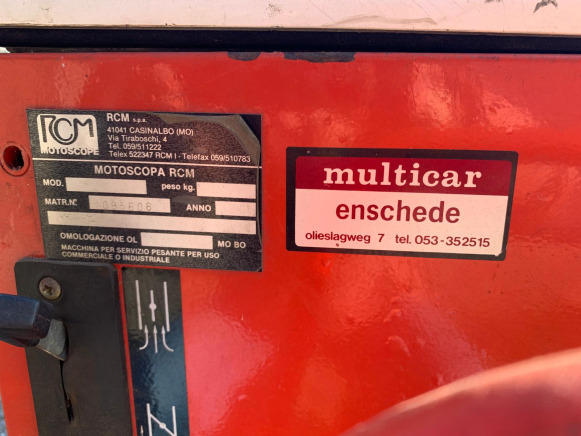 RCM
MOTOSCOPE
RCM s.p.a.
41041 CASINALBO (MO)
Via Tiraboschi, 4
Tel. 059/511222
Telex 522347 RCM I - Telefax 059/510783
MOTOSCOPA RCM
MOD.
peso kg.
MATR.N.
ANNO
OMOLOGAZIONE OL
MO BO
MACCHINA PER SERVIZIO PESANTE PER USO
COMMERCIALE O INDUSTRIALE
multicar
enschede
olieslagweg 7 tel. 053-352515